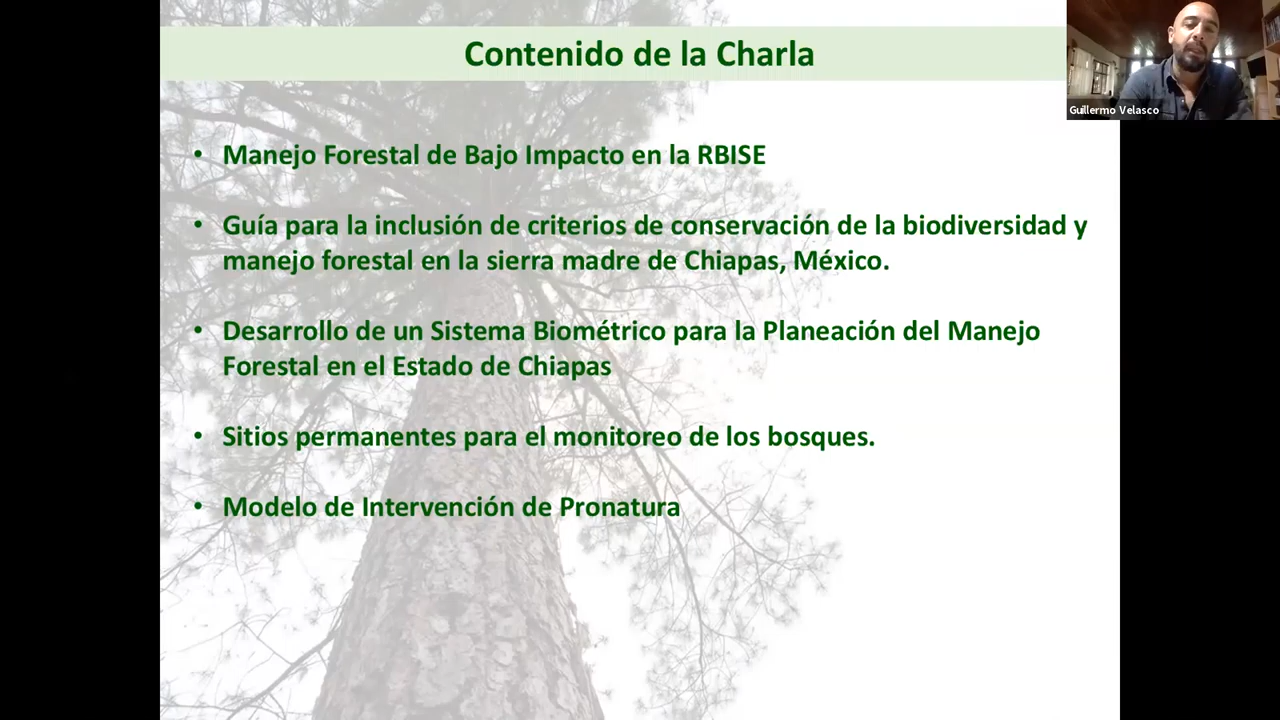 Contenido de la Charla
Guillermo Velasco
• Manejo Forestal de Bajo Impacto en la RBISE
• Guía para la inclusión de criterios de conservación de la biodiversidad y
manejo forestal en la sierra madre de Chiapas, México.
• Desarrollo de un Sistema Biométrico para la Planeación del Manejo
Forestal en el Estado de Chiapas
• Sitios permanentes para el monitoreo de los bosques.
• Modelo de Intervención de Pronatura